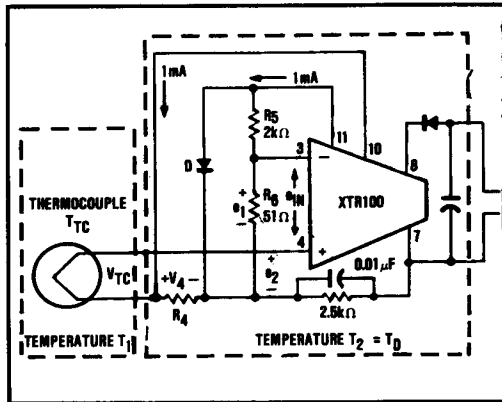 1mA
1mA
R5
2kΩ
11
10
3
−
8
D
+
e1
−
R6
51Ω
eIN
XTR100
THERMOCOUPLE
TTC
4
+
7
VTC
+V4−
+
e2
−
0.01μF
R4
2.5kΩ
TEMPERATURE T1
TEMPERATURE T2 = TD